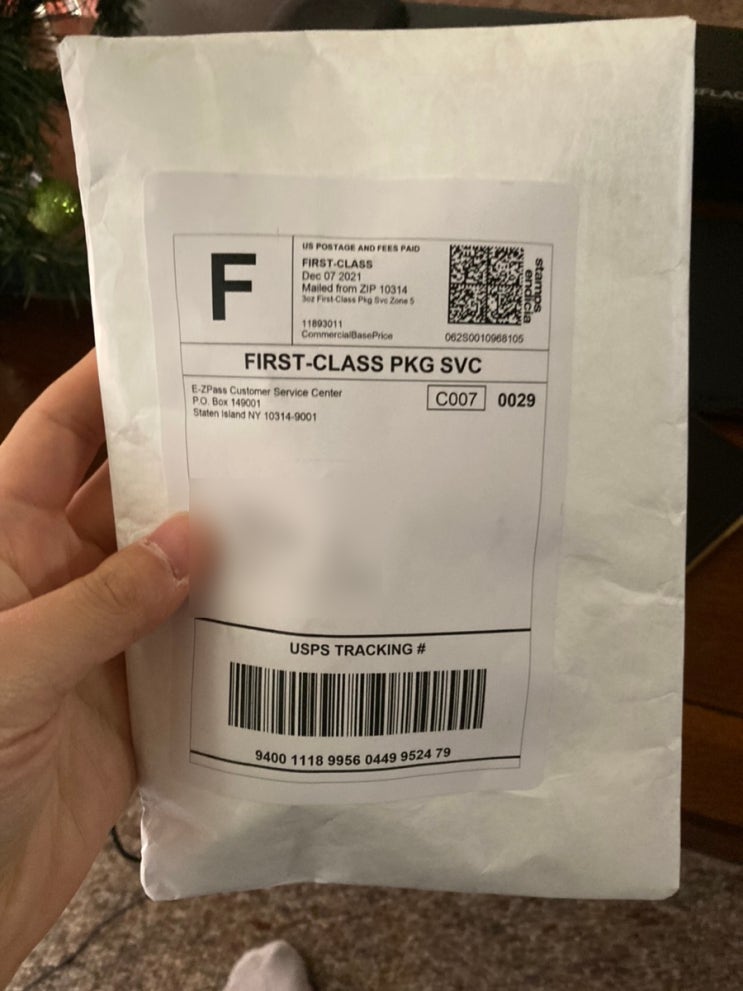 F
US POSTAGE AND FEES PAID
FIRST-CLASS
Dec 07 2021
Mailed from ZIP 10314
3oz First-Class Pkg Svc Zone 5
11893011
CommercialBasePrice
stamps
endicia
062S0010968105
FIRST-CLASS PKG SVC
E-ZPass Customer Service Center
P.O. Box 149001
Staten Island NY 10314-9001
C007 0029
USPS TRACKING #
9400 1118 9956 0449 9524 79